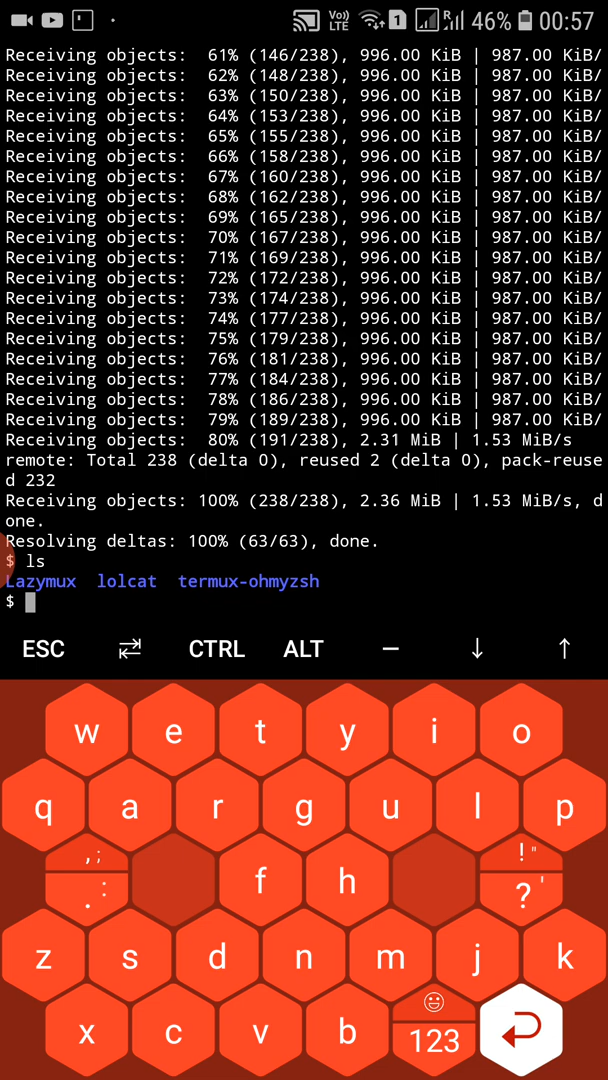 Voo)
LTE
1
R
46%
00:57
Receiving objects:  61% (146/238), 996.00 KiB | 987.00 KiB/
Receiving objects:  62% (148/238), 996.00 KiB | 987.00 KiB/
Receiving objects:  63% (150/238), 996.00 KiB | 987.00 KiB/
Receiving objects:  64% (153/238), 996.00 KiB | 987.00 KiB/
Receiving objects:  65% (155/238), 996.00 KiB | 987.00 KiB/
Receiving objects:  66% (158/238), 996.00 KiB | 987.00 KiB/
Receiving objects:  67% (160/238), 996.00 KiB | 987.00 KiB/
Receiving objects:  68% (162/238), 996.00 KiB | 987.00 KiB/
Receiving objects:  69% (165/238), 996.00 KiB | 987.00 KiB/
Receiving objects:  70% (167/238), 996.00 KiB | 987.00 KiB/
Receiving objects:  71% (169/238), 996.00 KiB | 987.00 KiB/
Receiving objects:  72% (172/238), 996.00 KiB | 987.00 KiB/
Receiving objects:  73% (174/238), 996.00 KiB | 987.00 KiB/
Receiving objects:  74% (177/238), 996.00 KiB | 987.00 KiB/
Receiving objects:  75% (179/238), 996.00 KiB | 987.00 KiB/
Receiving objects:  76% (181/238), 996.00 KiB | 987.00 KiB/
Receiving objects:  77% (184/238), 996.00 KiB | 987.00 KiB/
Receiving objects:  78% (186/238), 996.00 KiB | 987.00 KiB/
Receiving objects:  79% (189/238), 996.00 KiB | 987.00 KiB/
Receiving objects:  80% (191/238), 2.31 MiB | 1.53 MiB/s
remote: Total 238 (delta 0), reused 2 (delta 0), pack-reuse
d 232
Receiving objects: 100% (238/238), 2.36 MiB | 1.53 MiB/s, d
one.
Resolving deltas: 100% (63/63), done.
$ ls
Lazymux  lolcat  termux-ohmyzsh
$
ESC ⇄ CTRL ALT — ↓ ↑
w e t y i o
q a r g u l p
, ; ! "
. : f h ? '
z s d n m j k
x c v b 123